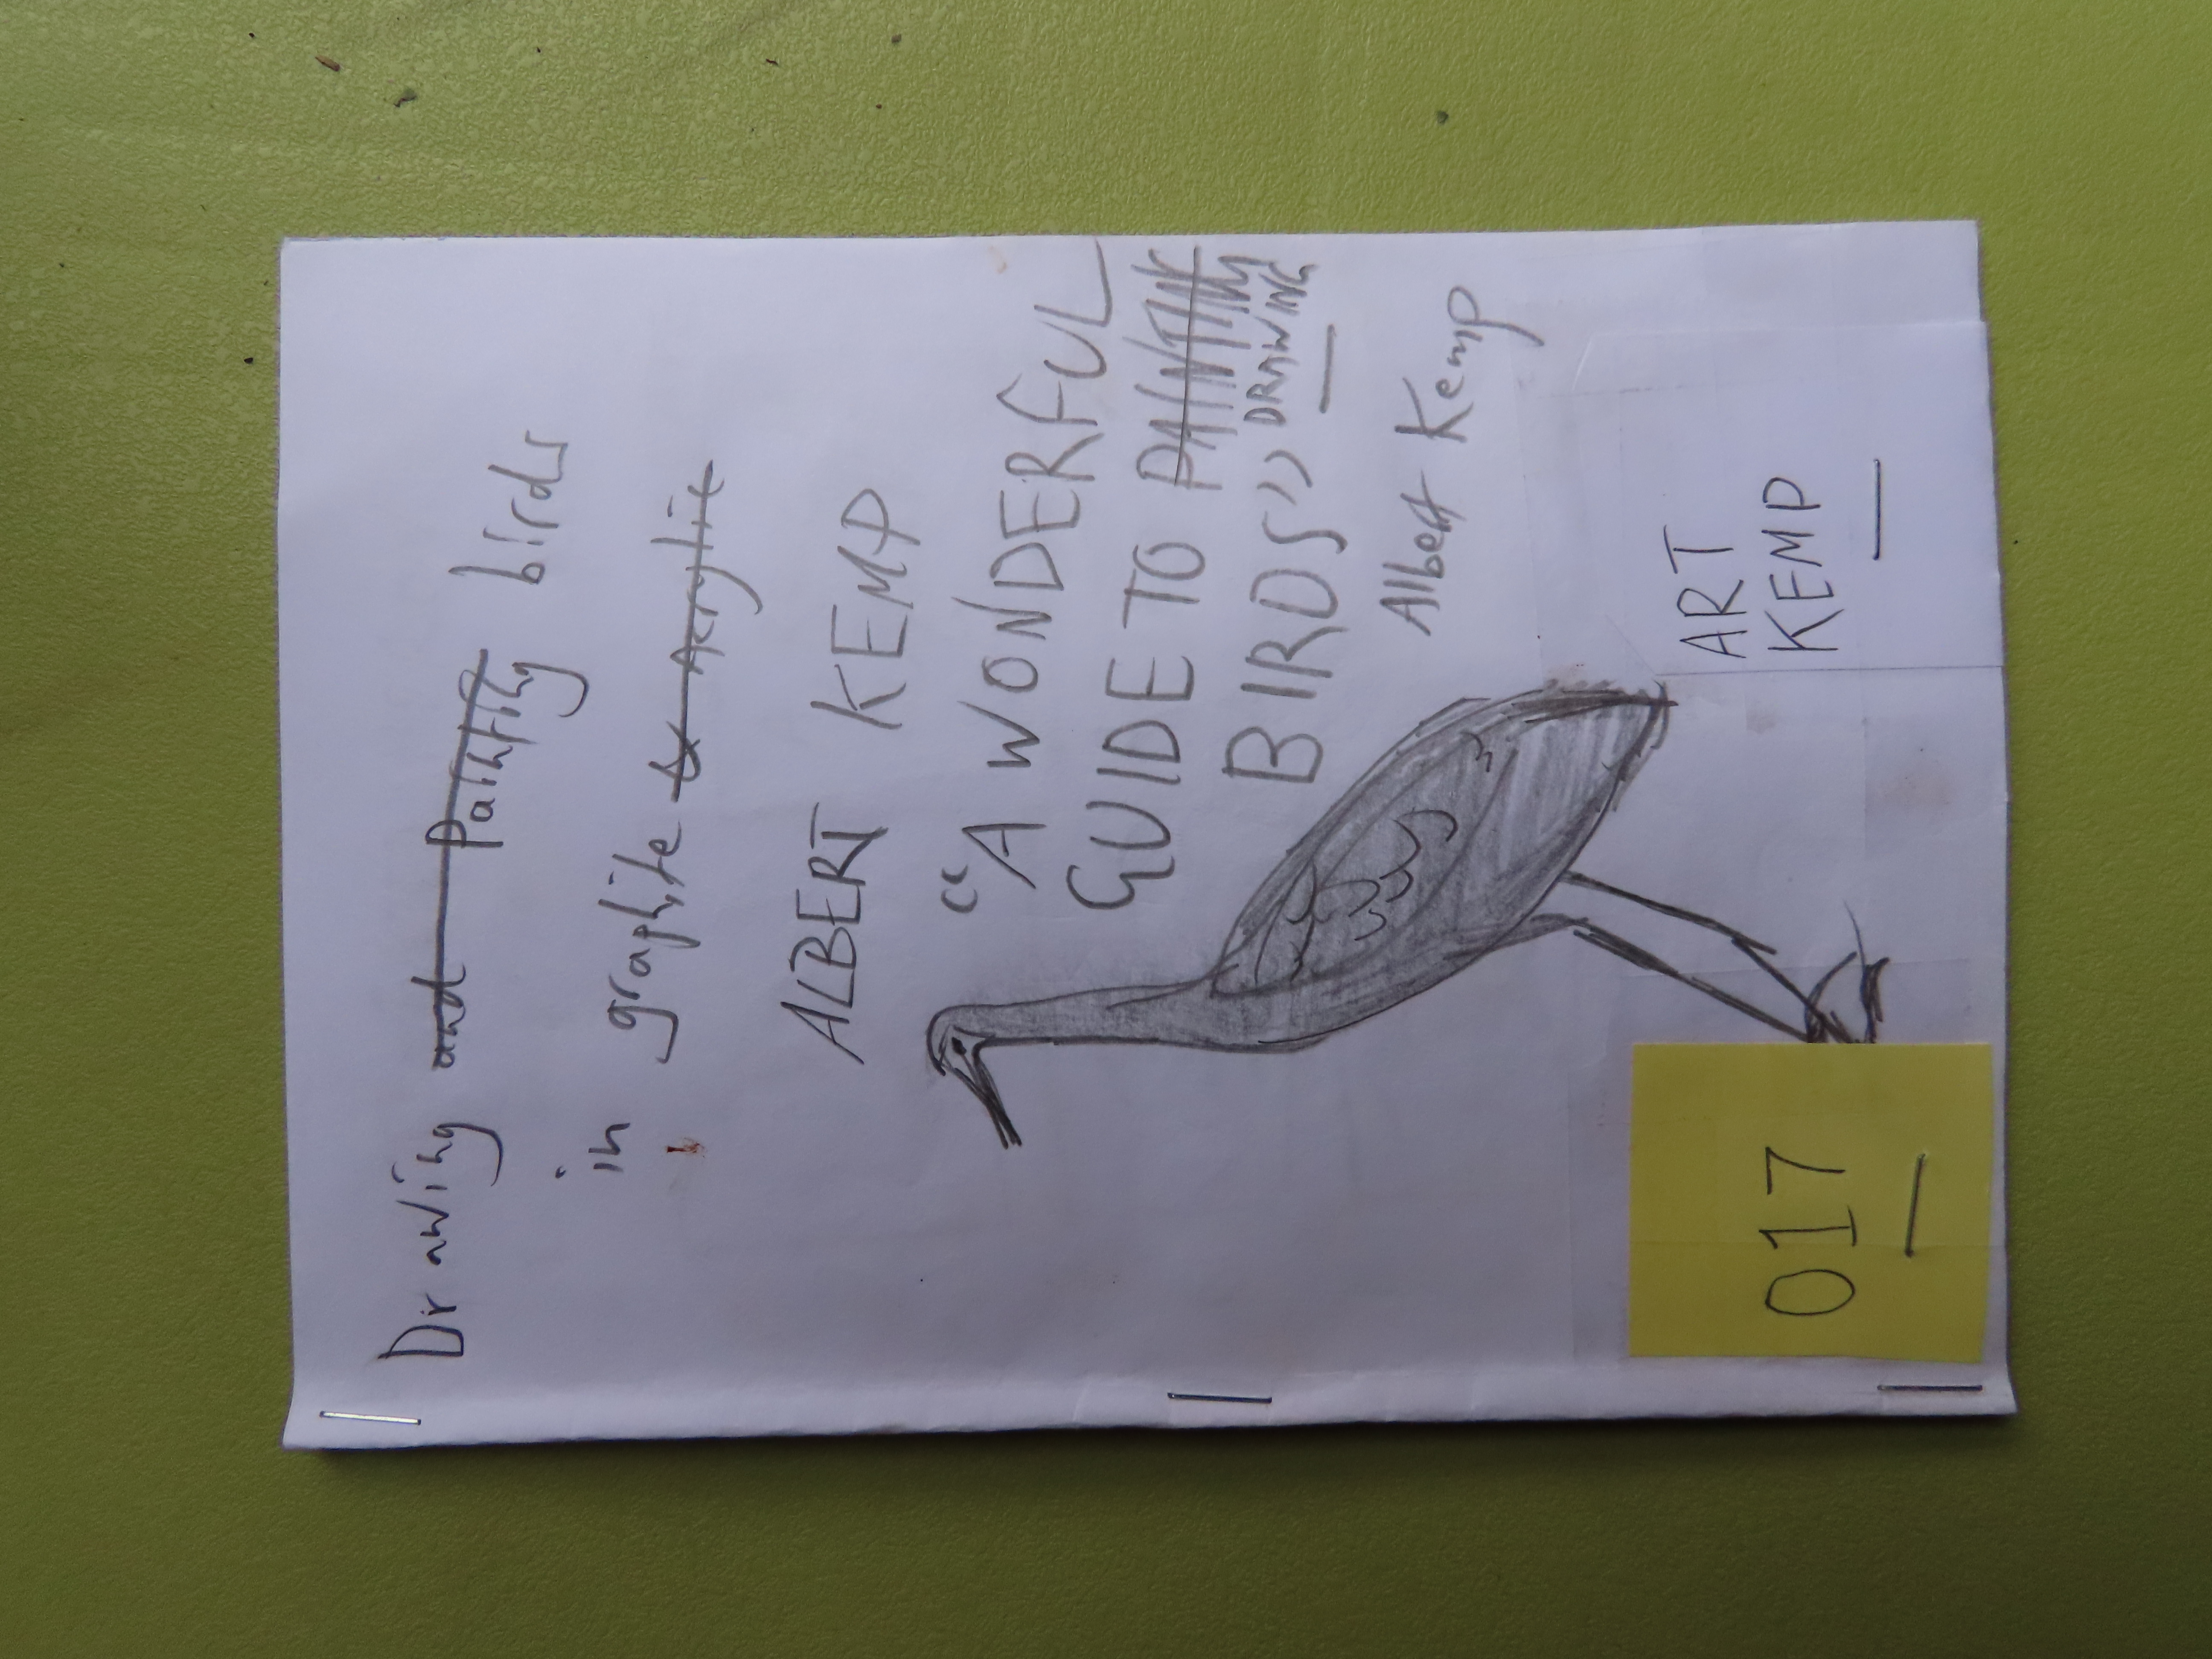 Drawing and Painting birds
in graphite & Acrylic
ALBERT KEMP
"A WONDERFUL
GUIDE TO PAINTING
DRAWING
BIRDS"
Albert Kemp
ART
KEMP
017